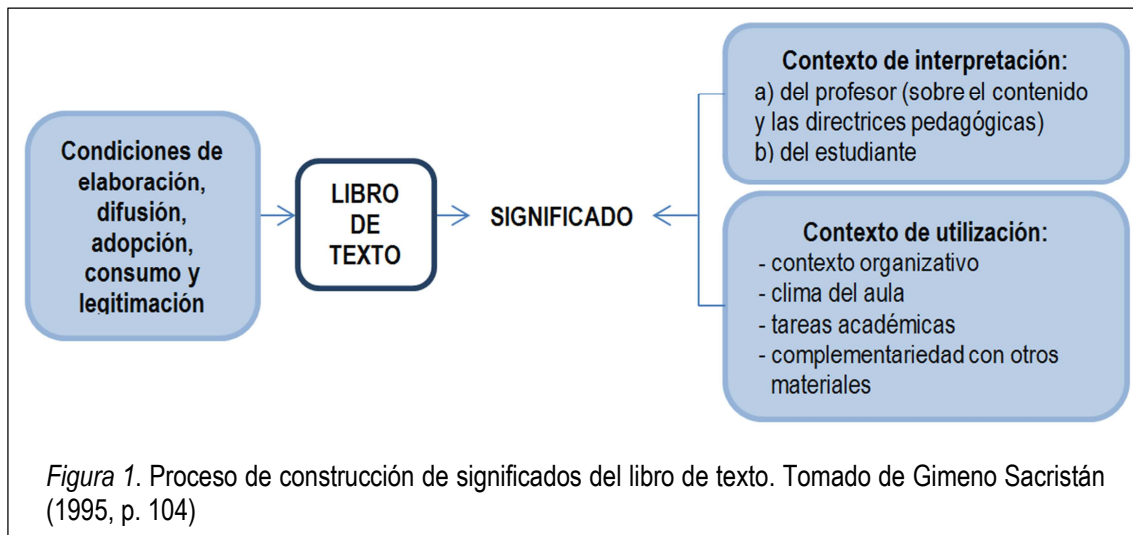 Condiciones de
elaboración,
difusión,
adopción,
consumo y
legitimación
LIBRO
DE
TEXTO
SIGNIFICADO
Contexto de interpretación:
a) del profesor (sobre el contenido
y las directrices pedagógicas)
b) del estudiante
Contexto de utilización:
- contexto organizativo
- clima del aula
- tareas académicas
- complementariedad con otros
materiales
Figura 1. Proceso de construcción de significados del libro de texto. Tomado de Gimeno Sacristán
(1995, p. 104)